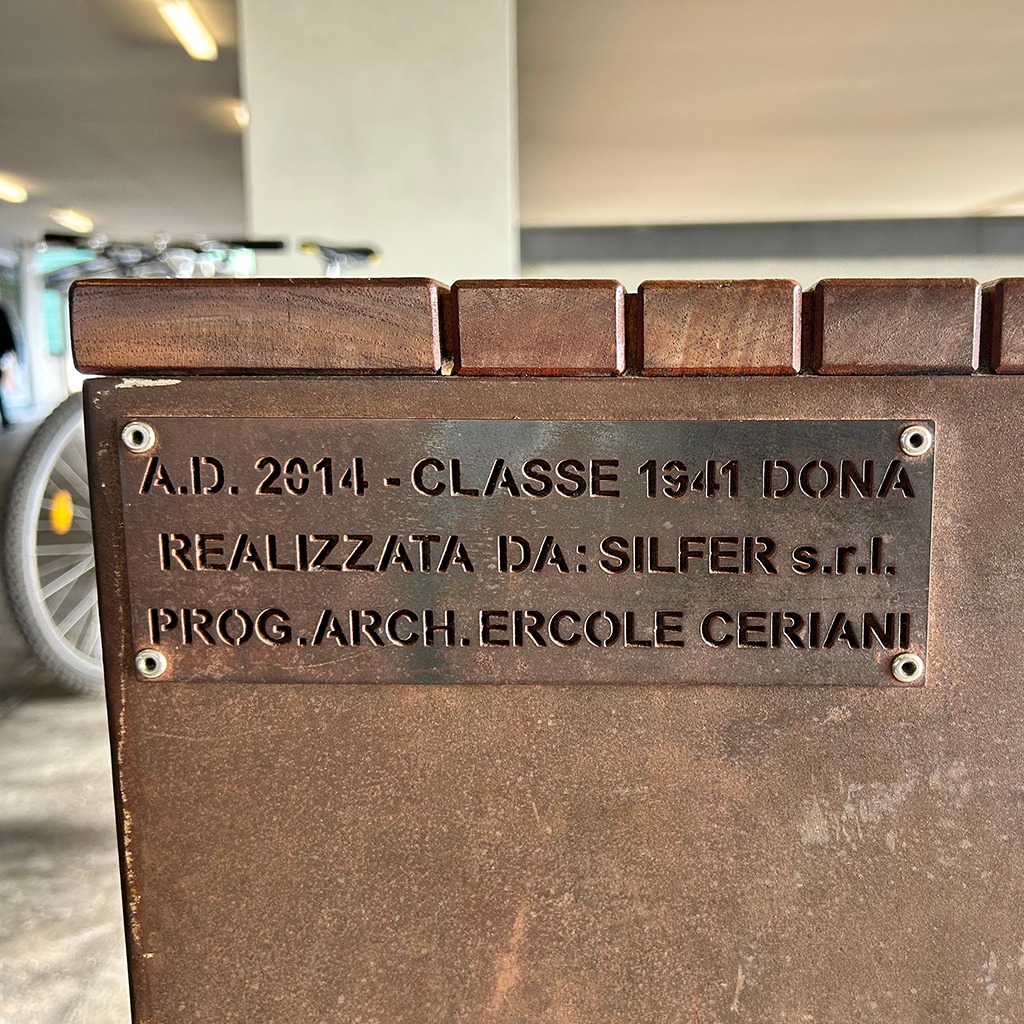 A.D. 2014 - CLASSE 1941 DONA
REALIZZATA DA: SILFER s.r.l.
PROG. ARCH. ERCOLE CERIANI